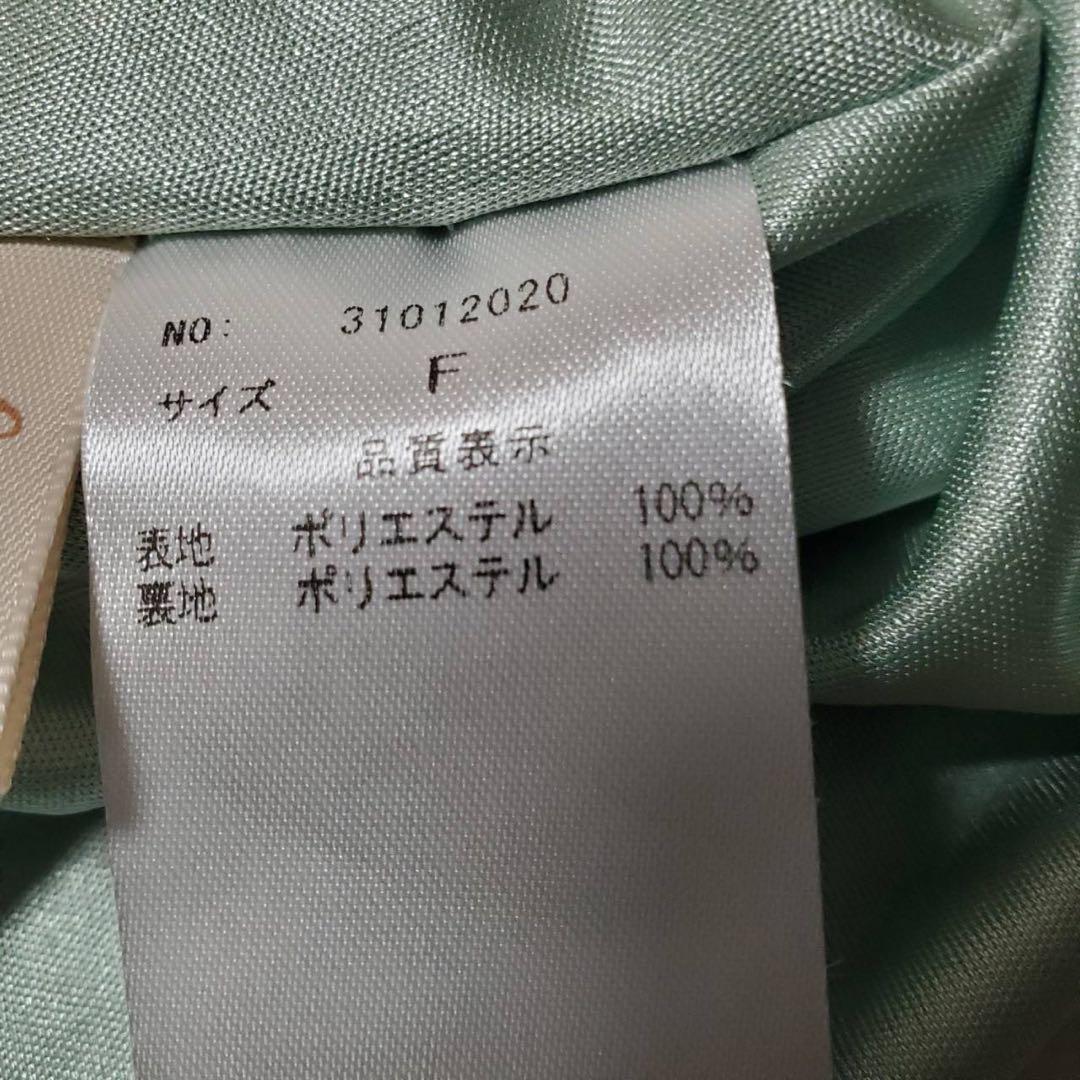 NO: 31012020
サイズ F
品質表示
表地 ポリエステル 100%
裏地 ポリエステル 100%